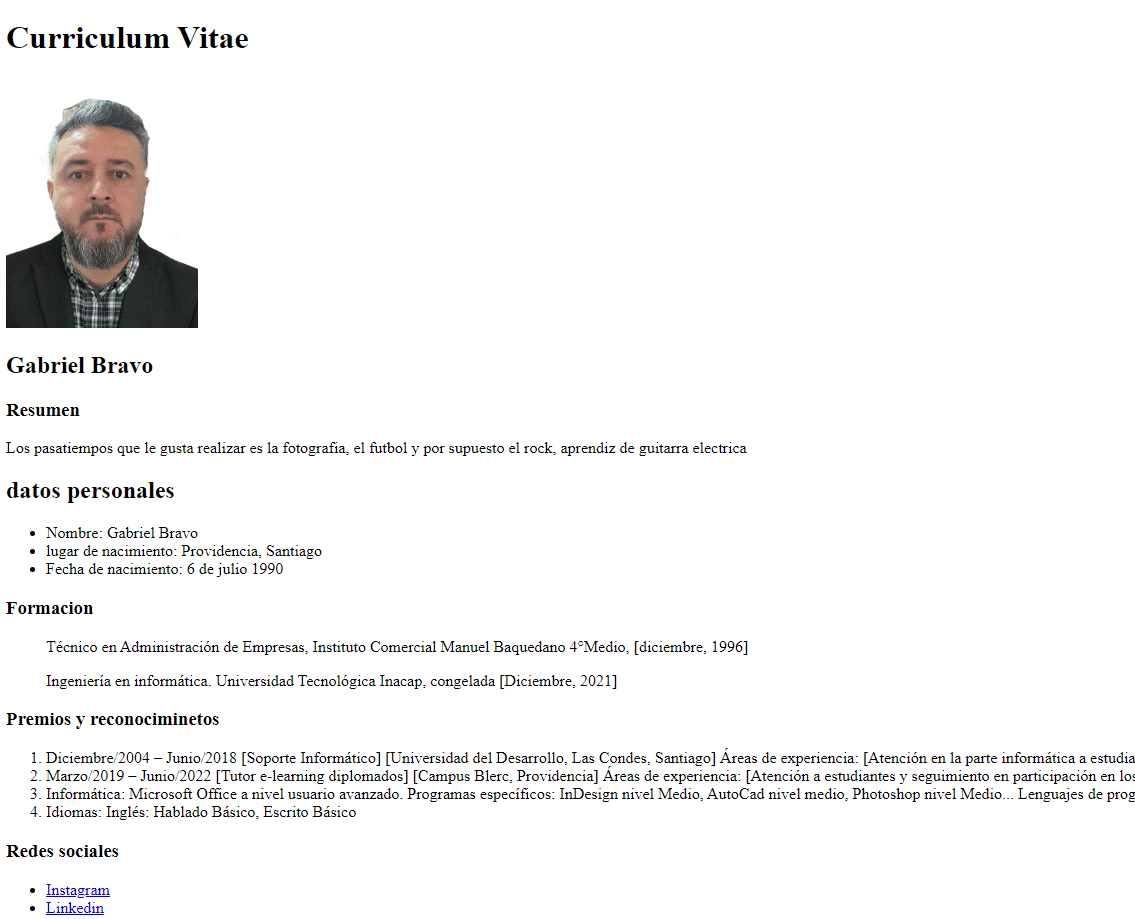 Curriculum Vitae
Gabriel Bravo
Resumen
Los pasatiempos que le gusta realizar es la fotografía, el futbol y por supuesto el rock, aprendiz de guitarra electrica
datos personales
• Nombre: Gabriel Bravo
• lugar de nacimiento: Providencia, Santiago
• Fecha de nacimiento: 6 de julio 1990
Formacion
Técnico en Administración de Empresas, Instituto Comercial Manuel Baquedano 4°Medio, [diciembre, 1996]
Ingeniería en informática. Universidad Tecnológica Inacap, congelada [Diciembre, 2021]
Premios y reconociminetos
1. Diciembre/2004 – Junio/2018 [Soporte Informático] [Universidad del Desarrollo, Las Condes, Santiago] Áreas de experiencia: [Atención en la parte informática a estudia
2. Marzo/2019 – Junio/2022 [Tutor e-learning diplomados] [Campus Blerc, Providencia] Áreas de experiencia: [Atención a estudiantes y seguimiento en participación en los
3. Informática: Microsoft Office a nivel usuario avanzado. Programas específicos: InDesign nivel Medio, AutoCad nivel medio, Photoshop nivel Medio... Lenguajes de prog
4. Idiomas: Inglés: Hablado Básico, Escrito Básico
Redes sociales
• Instagram
• Linkedin